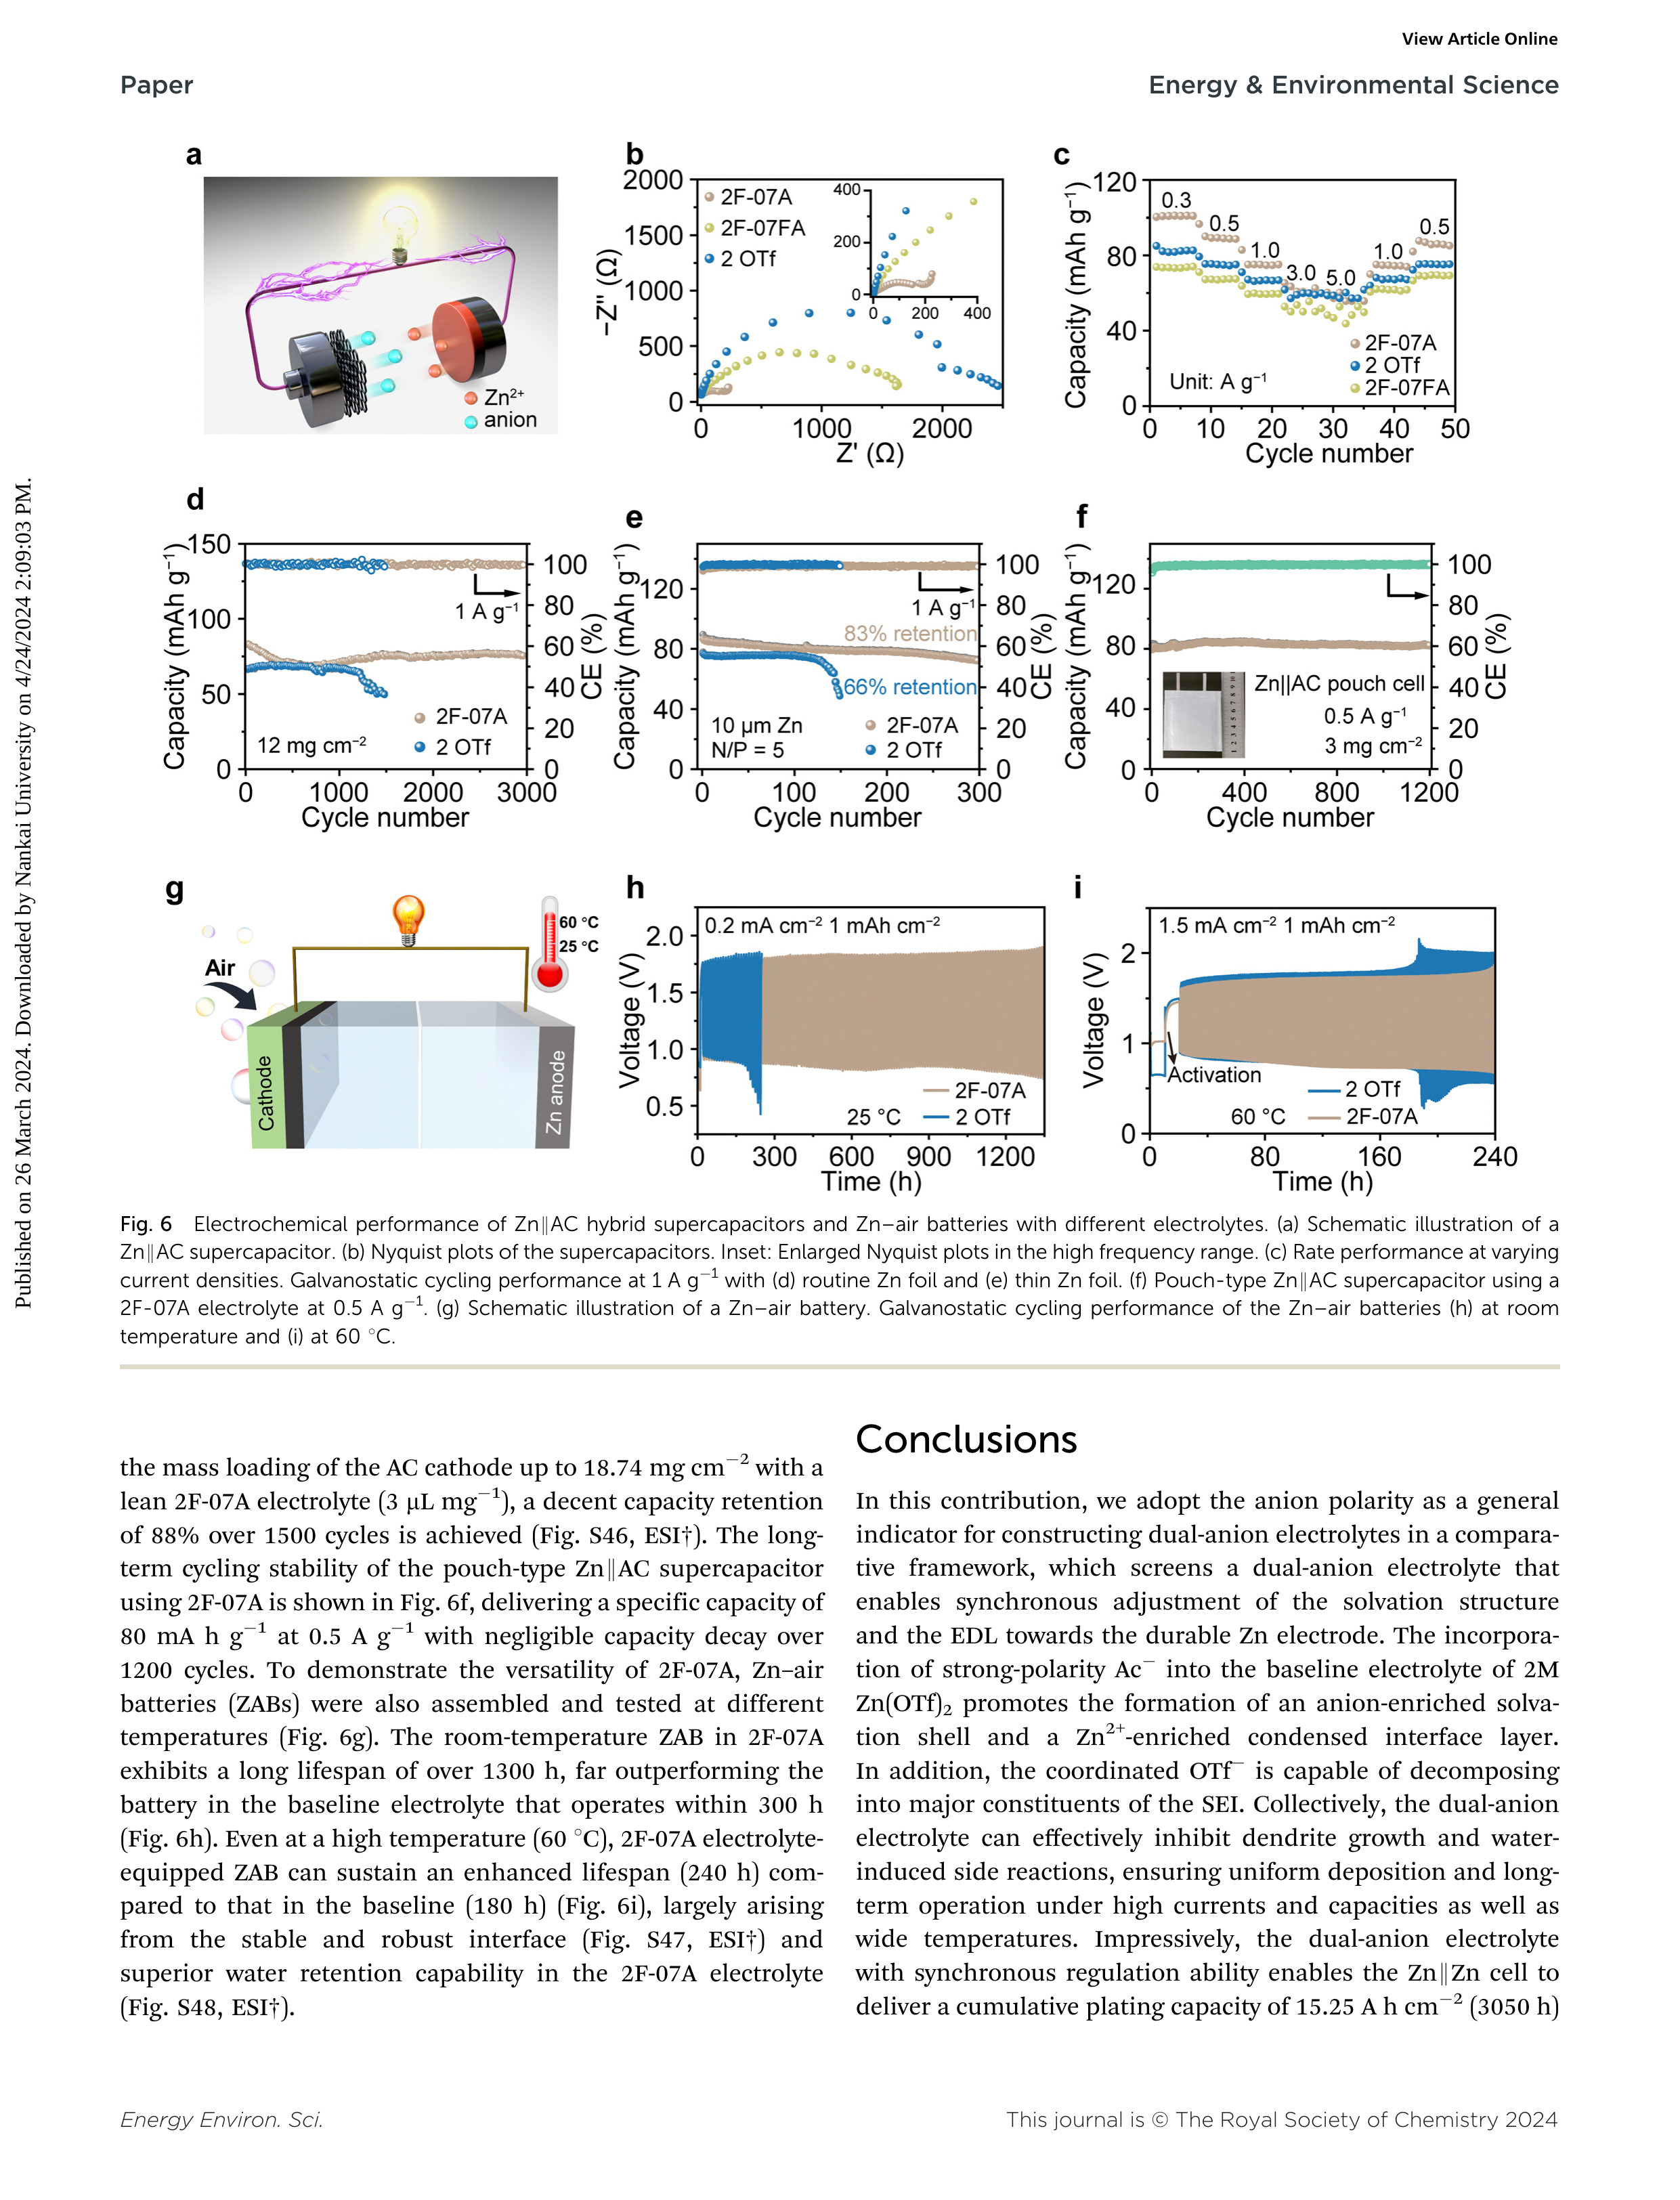 View Article Online
Paper
Energy & Environmental Science
Published on 26 March 2024. Downloaded by Nankai University on 4/24/2024 2:09:03 PM.
a
Zn²⁺
anion
b
2F-07A
2F-07FA
2 OTf
−Z'' (Ω)
2000
1500
1000
500
0
400
200
0
0 200 400
0 1000 2000
Z' (Ω)
c
Capacity (mAh g⁻¹)
120
80
40
0
0.3
0.5
1.0
3.0
5.0
1.0
0.5
2F-07A
2 OTf
2F-07FA
Unit: A g⁻¹
0 10 20 30 40 50
Cycle number
d
Capacity (mAh g⁻¹)
150
100
50
0
1 A g⁻¹
2F-07A
2 OTf
12 mg cm⁻²
100
80
60
40
20
0
CE (%)
0 1000 2000 3000
Cycle number
e
Capacity (mAh g⁻¹)
120
80
40
0
1 A g⁻¹
83% retention
66% retention
10 μm Zn
N/P = 5
2F-07A
2 OTf
100
80
60
40
20
0
CE (%)
0 100 200 300
Cycle number
f
Capacity (mAh g⁻¹)
120
80
40
0
Zn||AC pouch cell
0.5 A g⁻¹
3 mg cm⁻²
100
80
60
40
20
0
CE (%)
0 400 800 1200
Cycle number
g
Air
60 °C
25 °C
Cathode
Zn anode
h
0.2 mA cm⁻² 1 mAh cm⁻²
Voltage (V)
2.0
1.5
1.0
0.5
2F-07A
25 °C
2 OTf
0 300 600 900 1200
Time (h)
i
1.5 mA cm⁻² 1 mAh cm⁻²
Voltage (V)
2
1
0
Activation
2 OTf
60 °C
2F-07A
0 80 160 240
Time (h)
Fig. 6 Electrochemical performance of Zn‖AC hybrid supercapacitors and Zn–air batteries with different electrolytes. (a) Schematic illustration of a
Zn‖AC supercapacitor. (b) Nyquist plots of the supercapacitors. Inset: Enlarged Nyquist plots in the high frequency range. (c) Rate performance at varying
current densities. Galvanostatic cycling performance at 1 A g⁻¹ with (d) routine Zn foil and (e) thin Zn foil. (f) Pouch-type Zn‖AC supercapacitor using a
2F-07A electrolyte at 0.5 A g⁻¹. (g) Schematic illustration of a Zn–air battery. Galvanostatic cycling performance of the Zn–air batteries (h) at room
temperature and (i) at 60 °C.
the mass loading of the AC cathode up to 18.74 mg cm⁻² with a
lean 2F-07A electrolyte (3 μL mg⁻¹), a decent capacity retention
of 88% over 1500 cycles is achieved (Fig. S46, ESI†). The long-
term cycling stability of the pouch-type Zn‖AC supercapacitor
using 2F-07A is shown in Fig. 6f, delivering a specific capacity of
80 mA h g⁻¹ at 0.5 A g⁻¹ with negligible capacity decay over
1200 cycles. To demonstrate the versatility of 2F-07A, Zn–air
batteries (ZABs) were also assembled and tested at different
temperatures (Fig. 6g). The room-temperature ZAB in 2F-07A
exhibits a long lifespan of over 1300 h, far outperforming the
battery in the baseline electrolyte that operates within 300 h
(Fig. 6h). Even at a high temperature (60 °C), 2F-07A electrolyte-
equipped ZAB can sustain an enhanced lifespan (240 h) com-
pared to that in the baseline (180 h) (Fig. 6i), largely arising
from the stable and robust interface (Fig. S47, ESI†) and
superior water retention capability in the 2F-07A electrolyte
(Fig. S48, ESI†).
Conclusions
In this contribution, we adopt the anion polarity as a general
indicator for constructing dual-anion electrolytes in a compara-
tive framework, which screens a dual-anion electrolyte that
enables synchronous adjustment of the solvation structure
and the EDL towards the durable Zn electrode. The incorpora-
tion of strong-polarity Ac⁻ into the baseline electrolyte of 2M
Zn(OTf)₂ promotes the formation of an anion-enriched solva-
tion shell and a Zn²⁺-enriched condensed interface layer.
In addition, the coordinated OTf⁻ is capable of decomposing
into major constituents of the SEI. Collectively, the dual-anion
electrolyte can effectively inhibit dendrite growth and water-
induced side reactions, ensuring uniform deposition and long-
term operation under high currents and capacities as well as
wide temperatures. Impressively, the dual-anion electrolyte
with synchronous regulation ability enables the Zn‖Zn cell to
deliver a cumulative plating capacity of 15.25 A h cm⁻² (3050 h)
Energy Environ. Sci.
This journal is © The Royal Society of Chemistry 2024